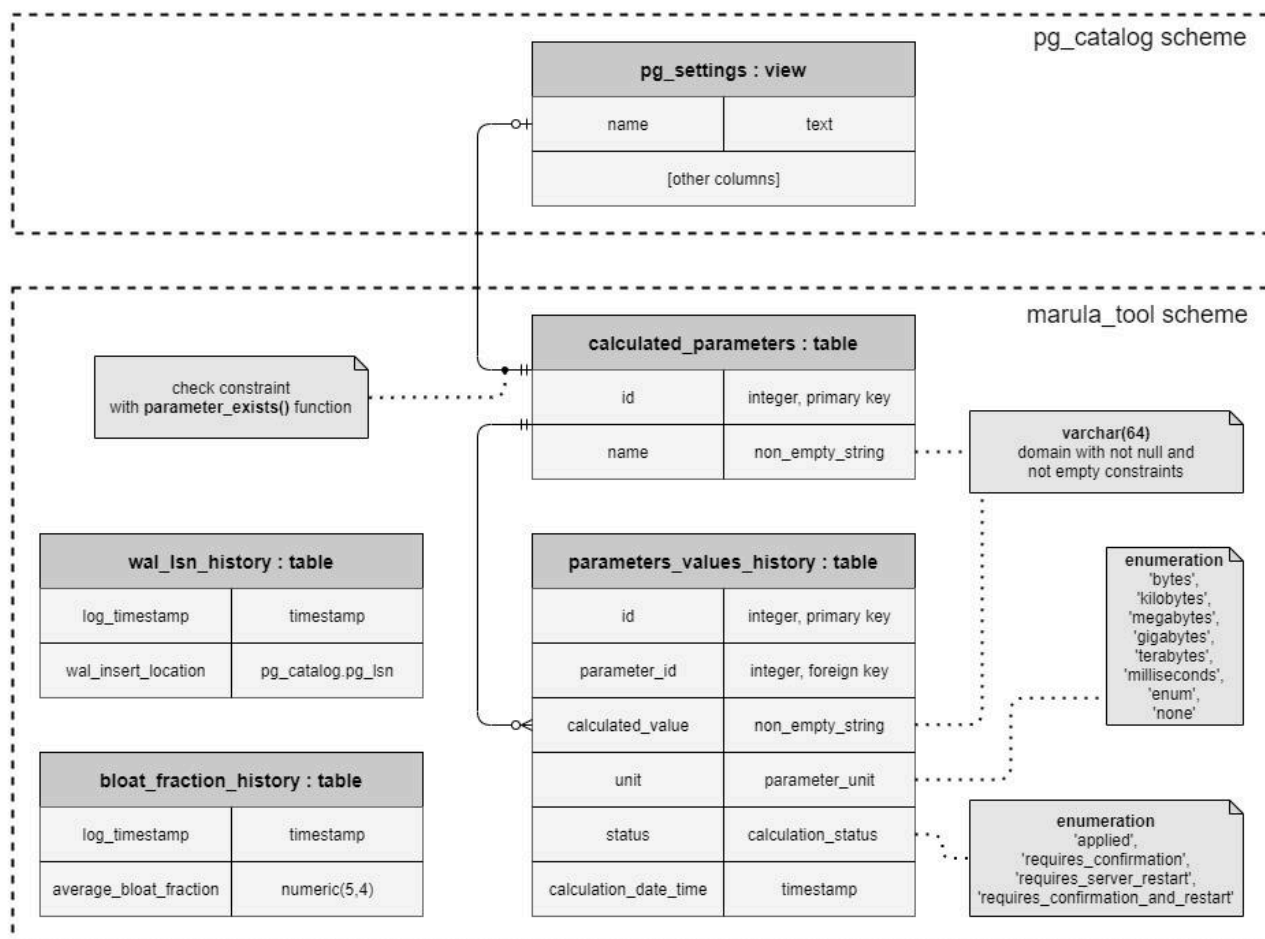 pg_catalog scheme
pg_settings : view
name text
[other columns]
marula_tool scheme
calculated_parameters : table
id integer, primary key
name non_empty_string
check constraint
with parameter_exists() function
varchar(64)
domain with not null and
not empty constraints
wal_lsn_history : table
log_timestamp timestamp
wal_insert_location pg_catalog.pg_lsn
parameters_values_history : table
id integer, primary key
parameter_id integer, foreign key
calculated_value non_empty_string
unit parameter_unit
status calculation_status
calculation_date_time timestamp
enumeration
'bytes',
'kilobytes',
'megabytes',
'gigabytes',
'terabytes',
'milliseconds',
'enum',
'none'
bloat_fraction_history : table
log_timestamp timestamp
average_bloat_fraction numeric(5,4)
enumeration
'applied',
'requires_confirmation',
'requires_server_restart',
'requires_confirmation_and_restart'